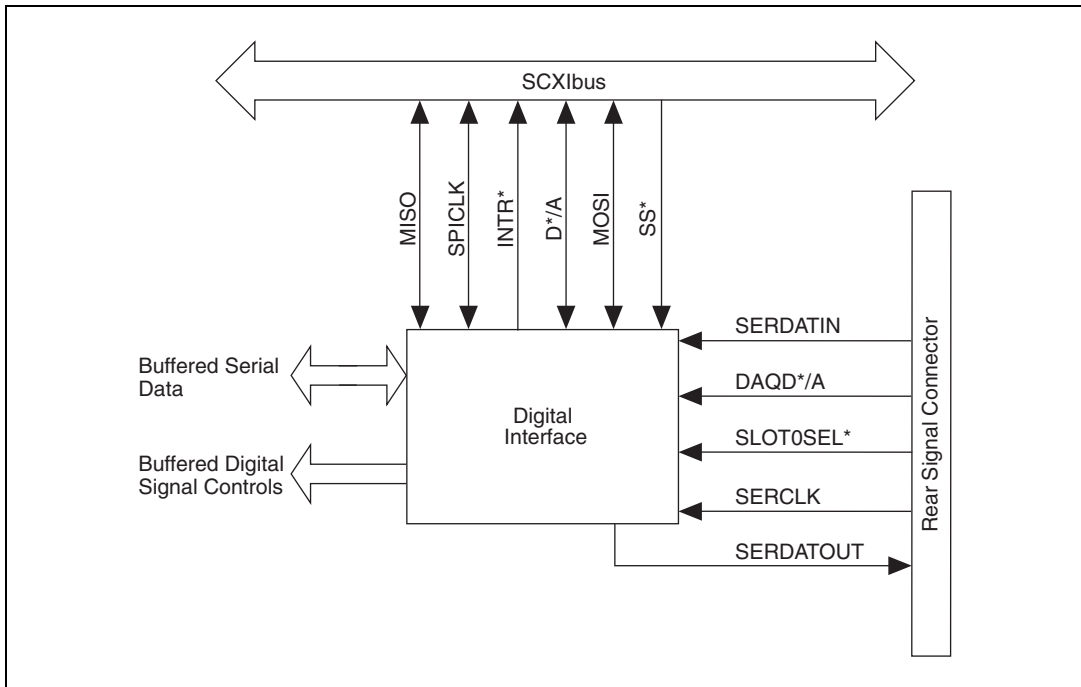 SCXIbus
MISO
SPICLK
INTR*
D*/A
MOSI
SS*
SERDATIN
DAQD*/A
SLOT0SEL*
SERCLK
SERDATOUT
Rear Signal Connector
Buffered Serial
Data
Digital
Interface
Buffered Digital
Signal Controls